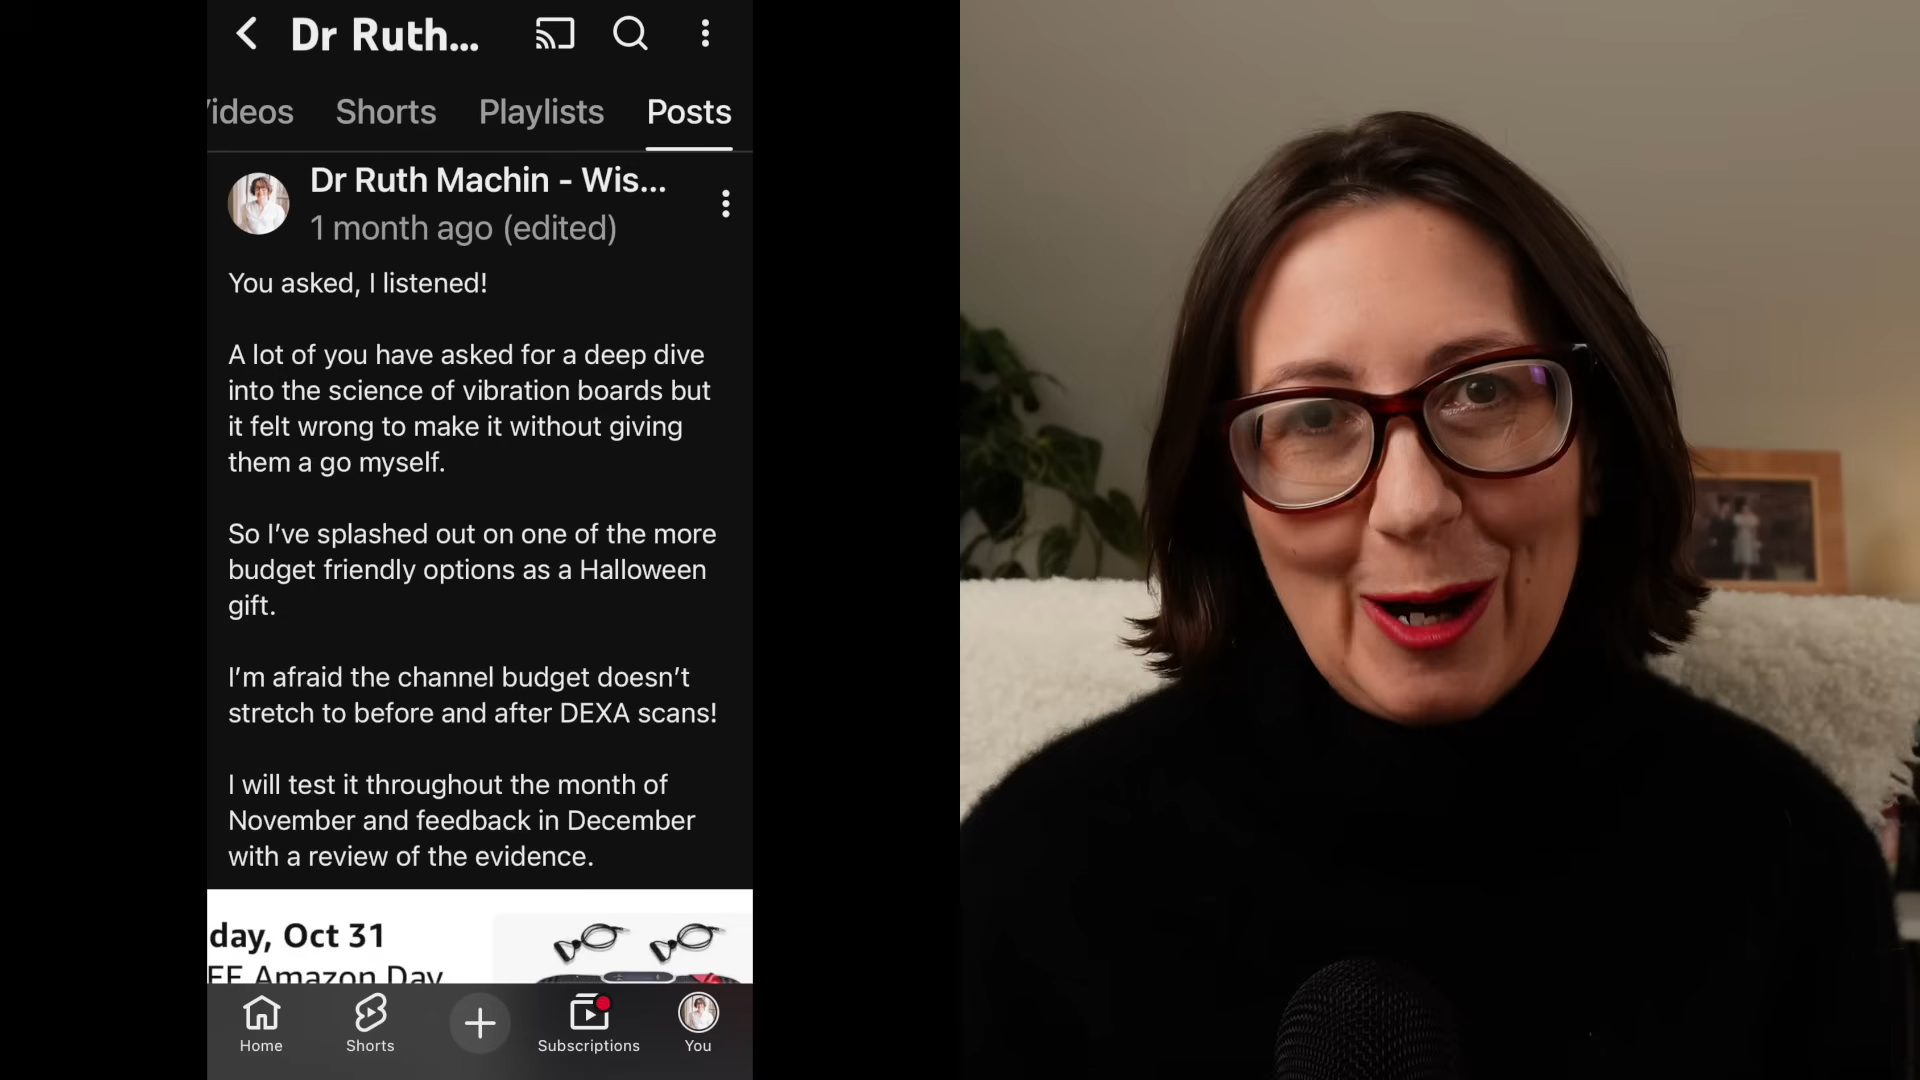 Dr Ruth...
Videos Shorts Playlists Posts
Dr Ruth Machin - Wis...
1 month ago (edited)
You asked, I listened!
A lot of you have asked for a deep dive
into the science of vibration boards but
it felt wrong to make it without giving
them a go myself.
So I’ve splashed out on one of the more
budget friendly options as a Halloween
gift.
I’m afraid the channel budget doesn’t
stretch to before and after DEXA scans!
I will test it throughout the month of
November and feedback in December
with a review of the evidence.
day, Oct 31
EE Amazon Day
Home Shorts Subscriptions You